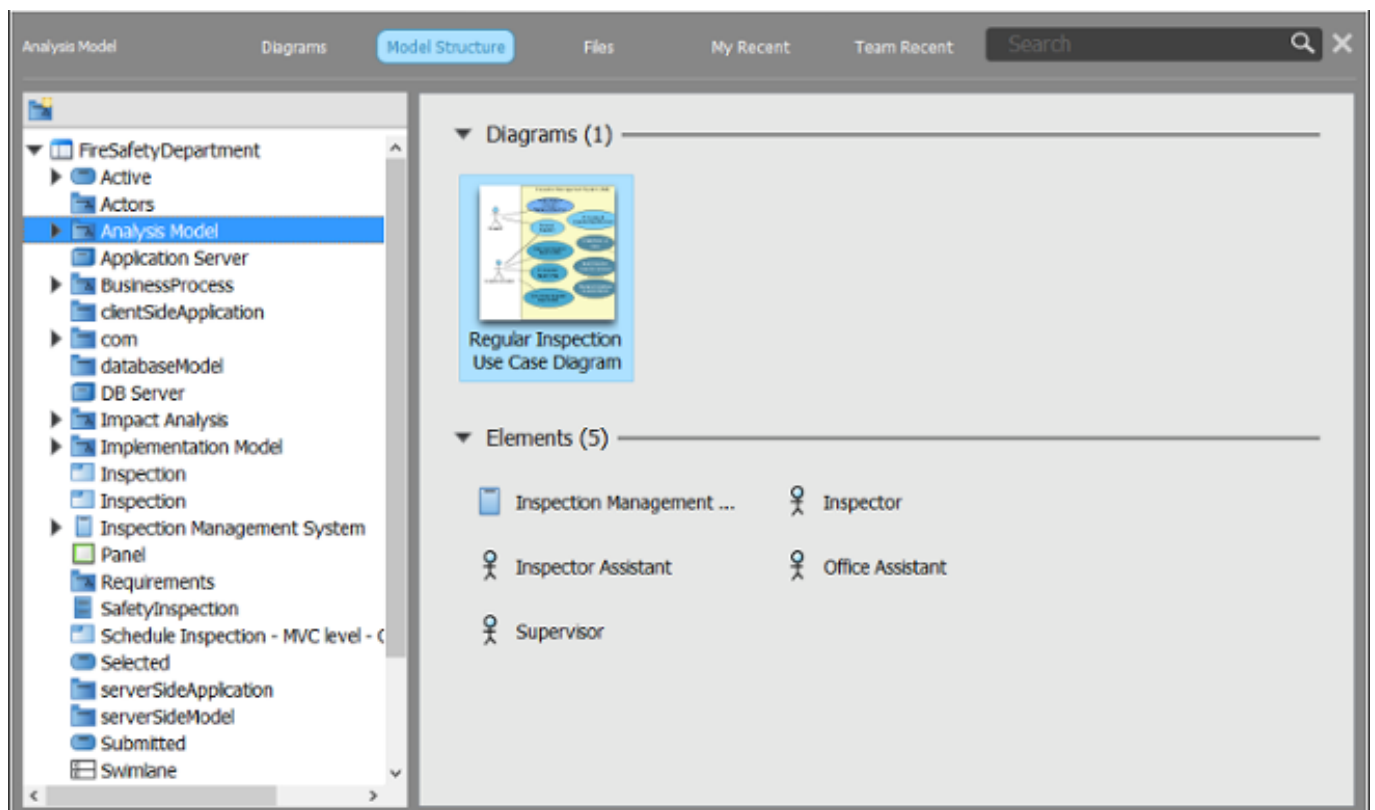 Analysis Model
Diagrams
Model Structure
Files
My Recent
Team Recent
Search
FireSafetyDepartment
Active
Actors
Analysis Model
Application Server
BusinessProcess
clientSideApplication
com
databaseModel
DB Server
Impact Analysis
Implementation Model
Inspection
Inspection
Inspection Management System
Panel
Requirements
SafetyInspection
Schedule Inspection - MVC level - C
Selected
serverSideApplication
serverSideModel
Submitted
Swimlane
Diagrams (1)
Regular Inspection
Use Case Diagram
Elements (5)
Inspection Management ...
Inspector
Inspector Assistant
Office Assistant
Supervisor